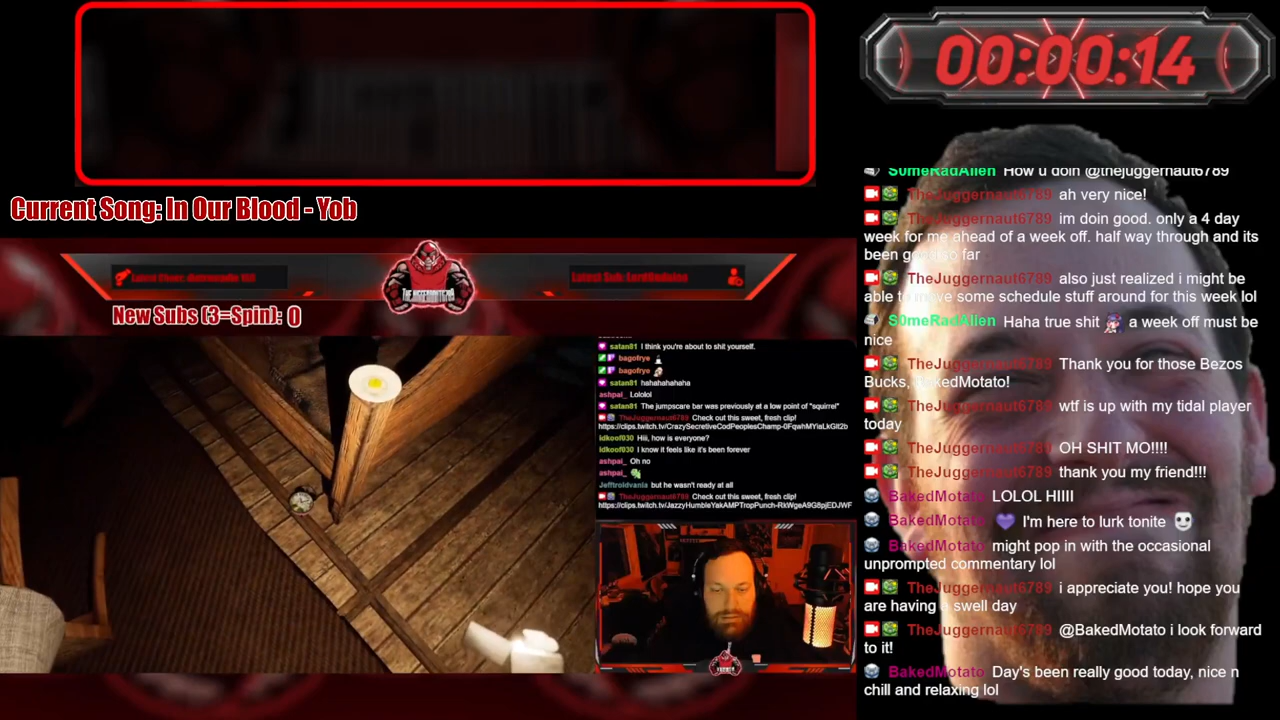 00:00:14
Current Song: In Our Blood - Yob
THEJUGGERNAUT6789
New Subs (3=Spin): 0
satan81 I think you're about to shit yourself.
bagofrye
bagofrye
satan81 hahahahahaha
ashpai_ Lololol
satan81 The jumpscare bar was previously at a low point of "squirrel"
TheJuggernaut6789 Check out this sweet, fresh clip!
idkoof030 Hiii, how is everyone?
idkoof030 I know it feels like it's been forever
ashpai_ Oh no
ashpai_
Jefftroldvania but he wasn't ready at all
TheJuggernaut6789 Check out this sweet, fresh clip!
S0meRadAlien How u doin @thejuggernaut6789
TheJuggernaut6789 ah very nice!
TheJuggernaut6789 im doin good. only a 4 day
week for me ahead of a week off. half way through and its
been good so far
TheJuggernaut6789 also just realized i might be
able to move some schedule stuff around for this week lol
S0meRadAlien Haha true shit a week off must be
nice
TheJuggernaut6789 Thank you for those Bezos
Bucks, BakedMotato!
TheJuggernaut6789 wtf is up with my tidal player
today
TheJuggernaut6789 OH SHIT MO!!!!
TheJuggernaut6789 thank you my friend!!!
BakedMotato LOLOL HIIII
BakedMotato I'm here to lurk tonite
BakedMotato might pop in with the occasional
unprompted commentary lol
TheJuggernaut6789 i appreciate you! hope you
are having a swell day
TheJuggernaut6789 @BakedMotato i look forward
to it!
BakedMotato Day's been really good today, nice n
chill and relaxing lol